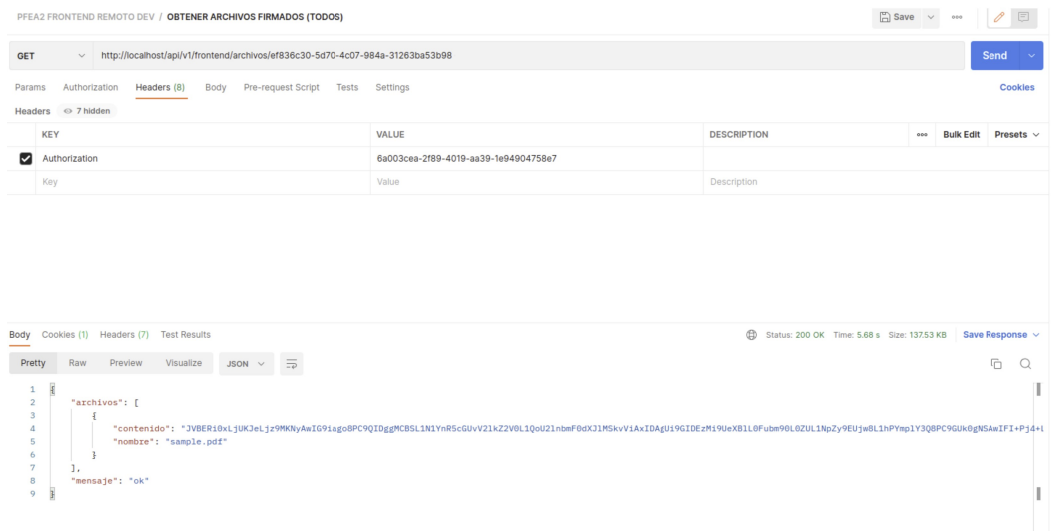 PFEA2 FRONTEND REMOTO DEV / OBTENER ARCHIVOS FIRMADOS (TODOS)
Save
GET http://localhost/api/v1/frontend/archivos/ef836c30-5d70-4c07-984a-31263ba53b98 Send
Params Authorization Headers (8) Body Pre-request Script Tests Settings Cookies
Headers 7 hidden
KEY VALUE DESCRIPTION ooo Bulk Edit Presets
Authorization 6a003cea-2f89-4019-aa39-1e94904758e7
Key Value Description
Body Cookies (1) Headers (7) Test Results Status: 200 OK Time: 5.68 s Size: 137.53 KB Save Response
Pretty Raw Preview Visualize JSON
1 {
2 "archivos": [
3 {
4 "contenido":
5 "nombre": "sample.pdf"
6 }
7 ],
8 "mensaje": "ok"
9 }